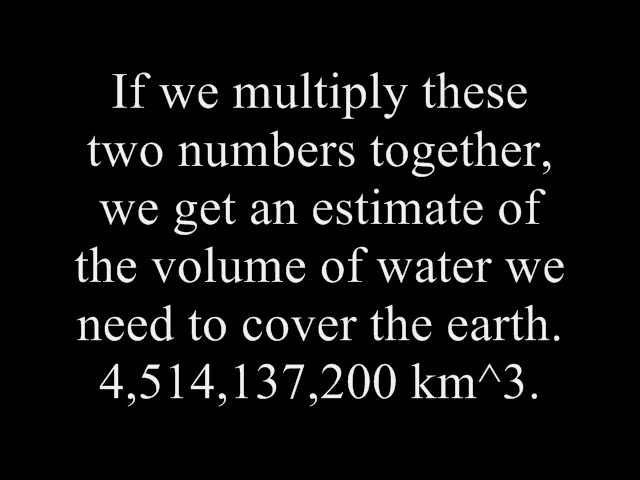 If we multiply these
two numbers together,
we get an estimate of
the volume of water we
need to cover the earth.
4,514,137,200 km^3.